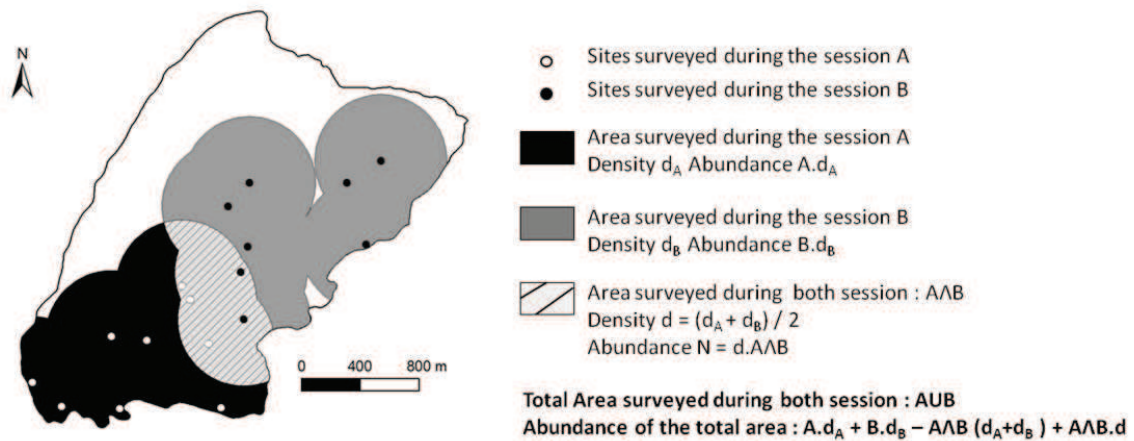 N
Sites surveyed during the session A
Sites surveyed during the session B
Area surveyed during the session A
Density dA Abundance A.dA
Area surveyed during the session B
Density dB Abundance B.dB
Area surveyed during both session : AΛB
Density d = (dA + dB) / 2
Abundance N = d.AΛB
0 400 800 m
Total Area surveyed during both session : AUB
Abundance of the total area : A.dA + B.dB – AΛB (dA+dB ) + AΛB.d